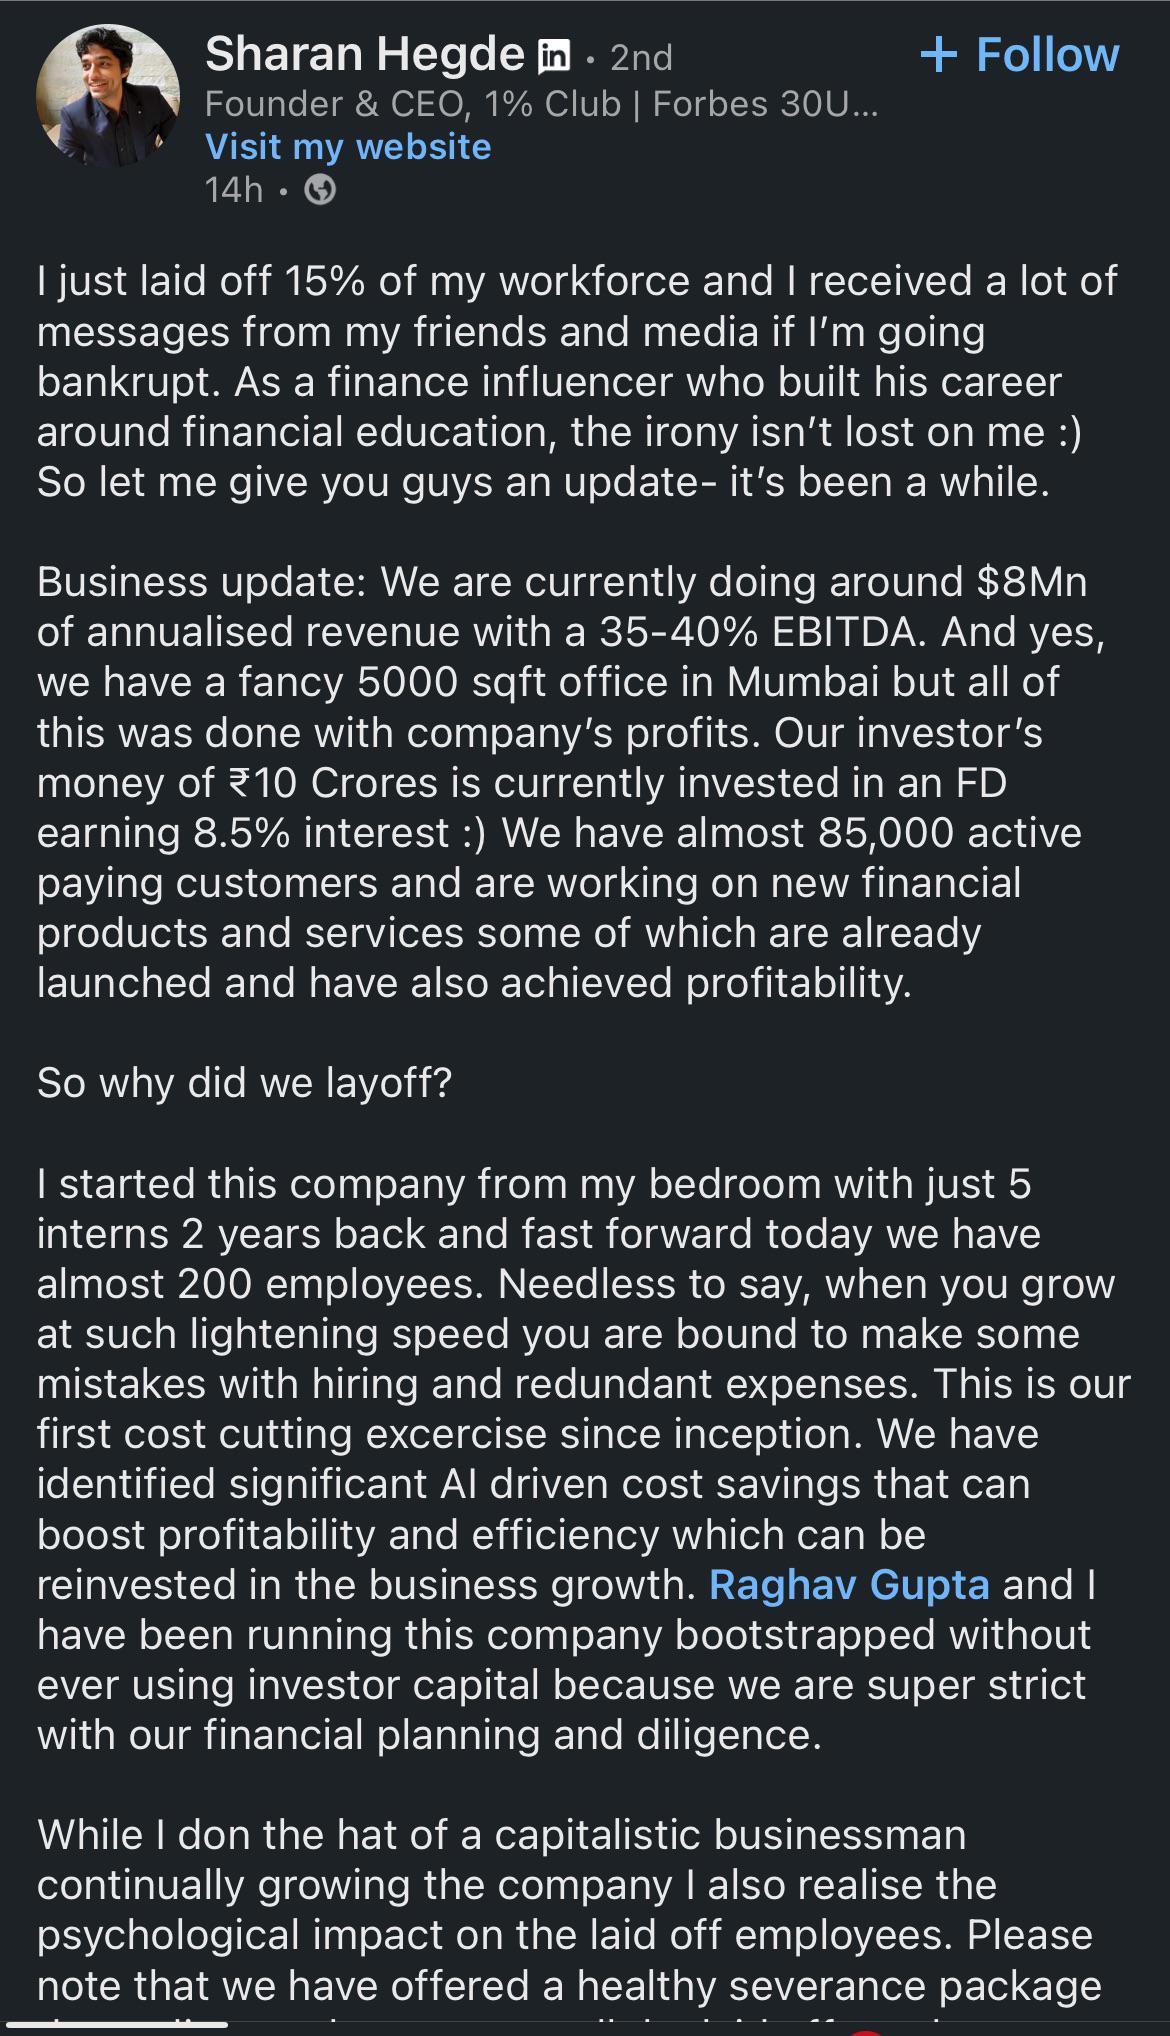 Sharan Hegde in • 2nd
+ Follow
Founder & CEO, 1% Club | Forbes 30U...
Visit my website
14h •
I just laid off 15% of my workforce and I received a lot of
messages from my friends and media if I’m going
bankrupt. As a finance influencer who built his career
around financial education, the irony isn’t lost on me :)
So let me give you guys an update- it’s been a while.
Business update: We are currently doing around $8Mn
of annualised revenue with a 35-40% EBITDA. And yes,
we have a fancy 5000 sqft office in Mumbai but all of
this was done with company’s profits. Our investor’s
money of ₹10 Crores is currently invested in an FD
earning 8.5% interest :) We have almost 85,000 active
paying customers and are working on new financial
products and services some of which are already
launched and have also achieved profitability.
So why did we layoff?
I started this company from my bedroom with just 5
interns 2 years back and fast forward today we have
almost 200 employees. Needless to say, when you grow
at such lightening speed you are bound to make some
mistakes with hiring and redundant expenses. This is our
first cost cutting excercise since inception. We have
identified significant AI driven cost savings that can
boost profitability and efficiency which can be
reinvested in the business growth. Raghav Gupta and I
have been running this company bootstrapped without
ever using investor capital because we are super strict
with our financial planning and diligence.
While I don the hat of a capitalistic businessman
continually growing the company I also realise the
psychological impact on the laid off employees. Please
note that we have offered a healthy severance package